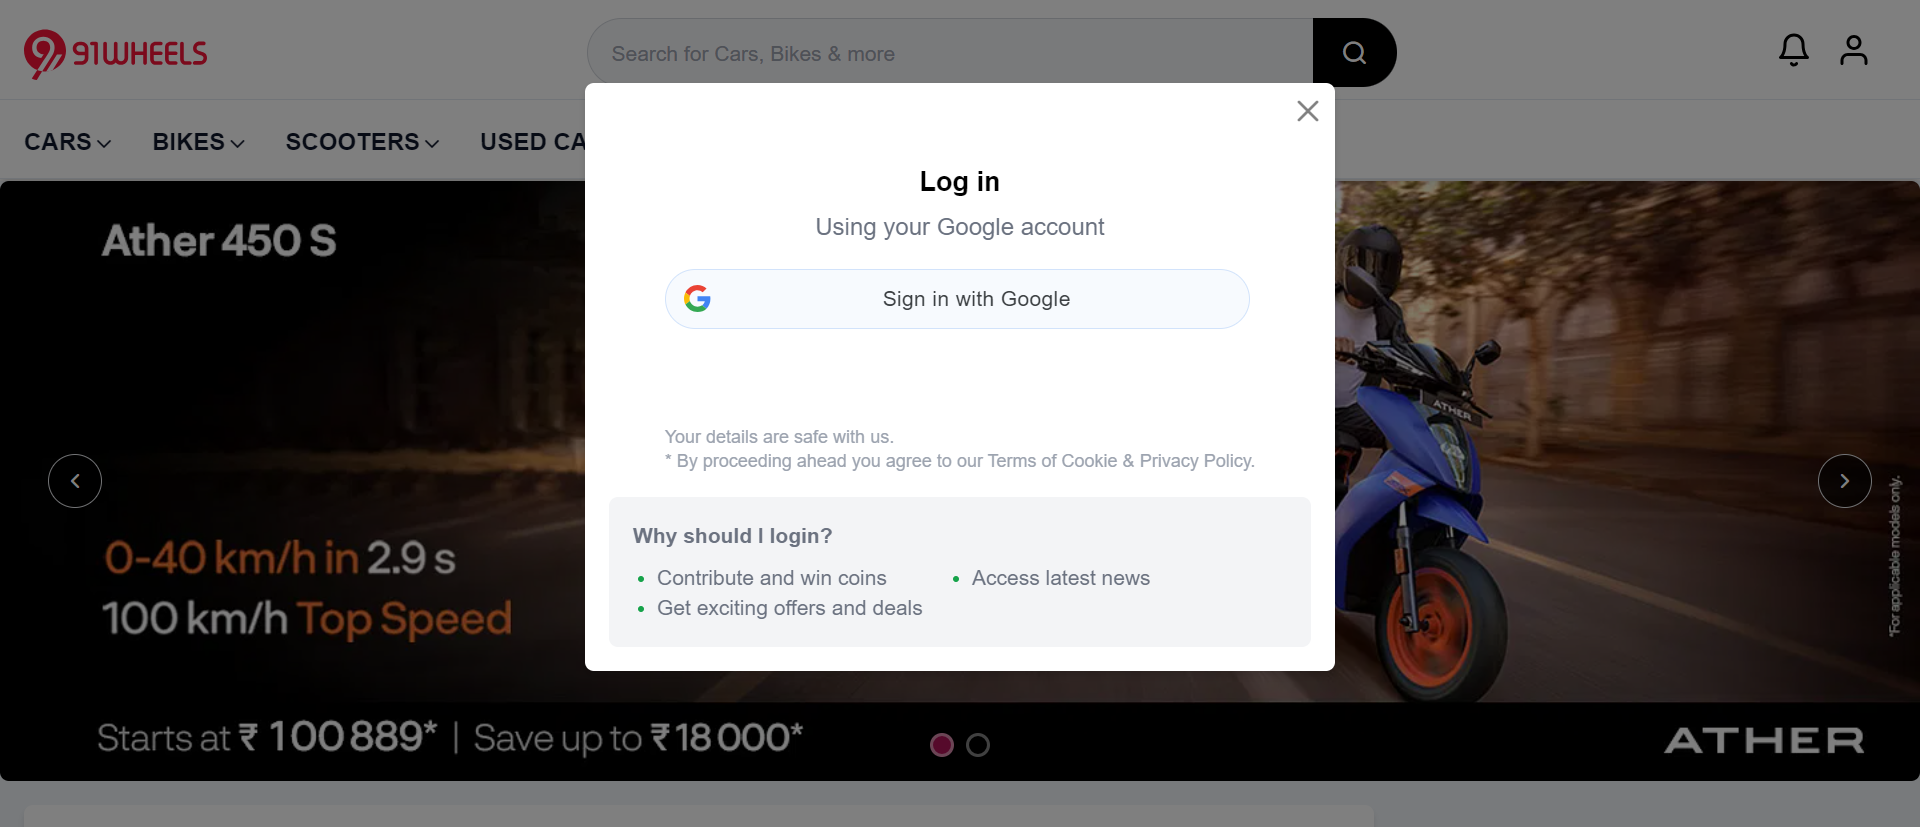 91WHEELS
Search for Cars, Bikes & more
CARS
BIKES
SCOOTERS
USED CA
Log in
Using your Google account
Sign in with Google
Your details are safe with us.
* By proceeding ahead you agree to our Terms of Cookie & Privacy Policy.
Why should I login?
Contribute and win coins
Access latest news
Get exciting offers and deals
Ather 450 S
0-40 km/h in 2.9 s
100 km/h Top Speed
ATHER
*For applicable models only.
Starts at ₹ 100 889* | Save up to ₹18 000*
ATHER